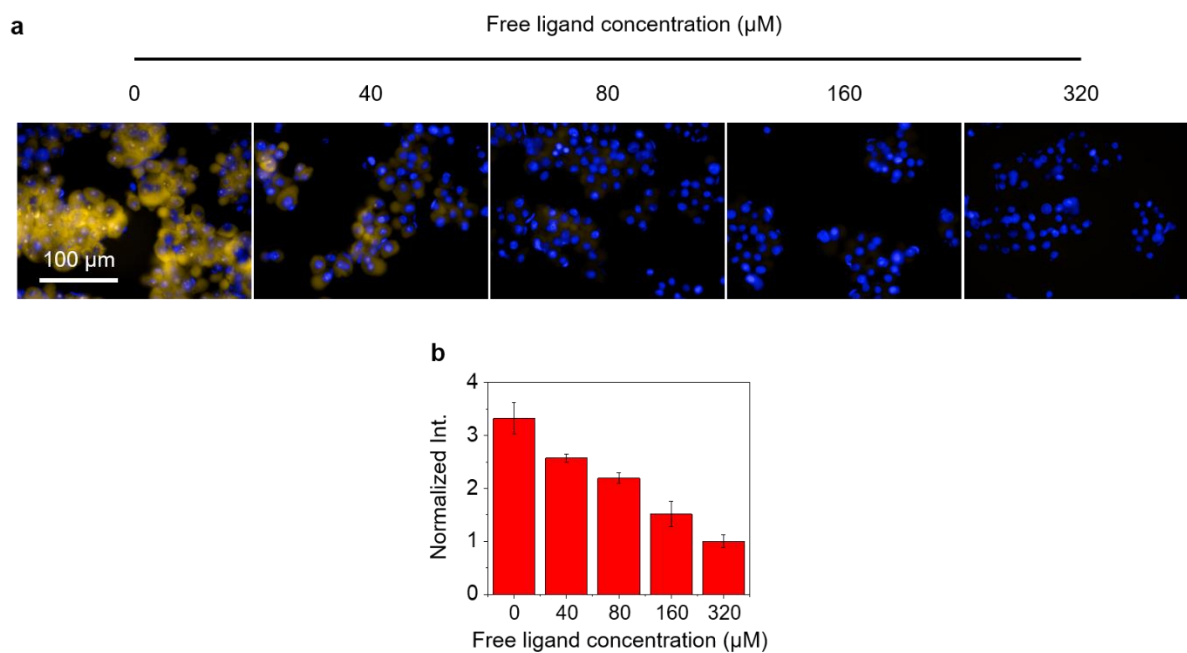 a
Free ligand concentration (µM)
0 40 80 160 320
100 µm
b
4
3
2
1
0
Normalized Int.
0 40 80 160 320
Free ligand concentration (µM)